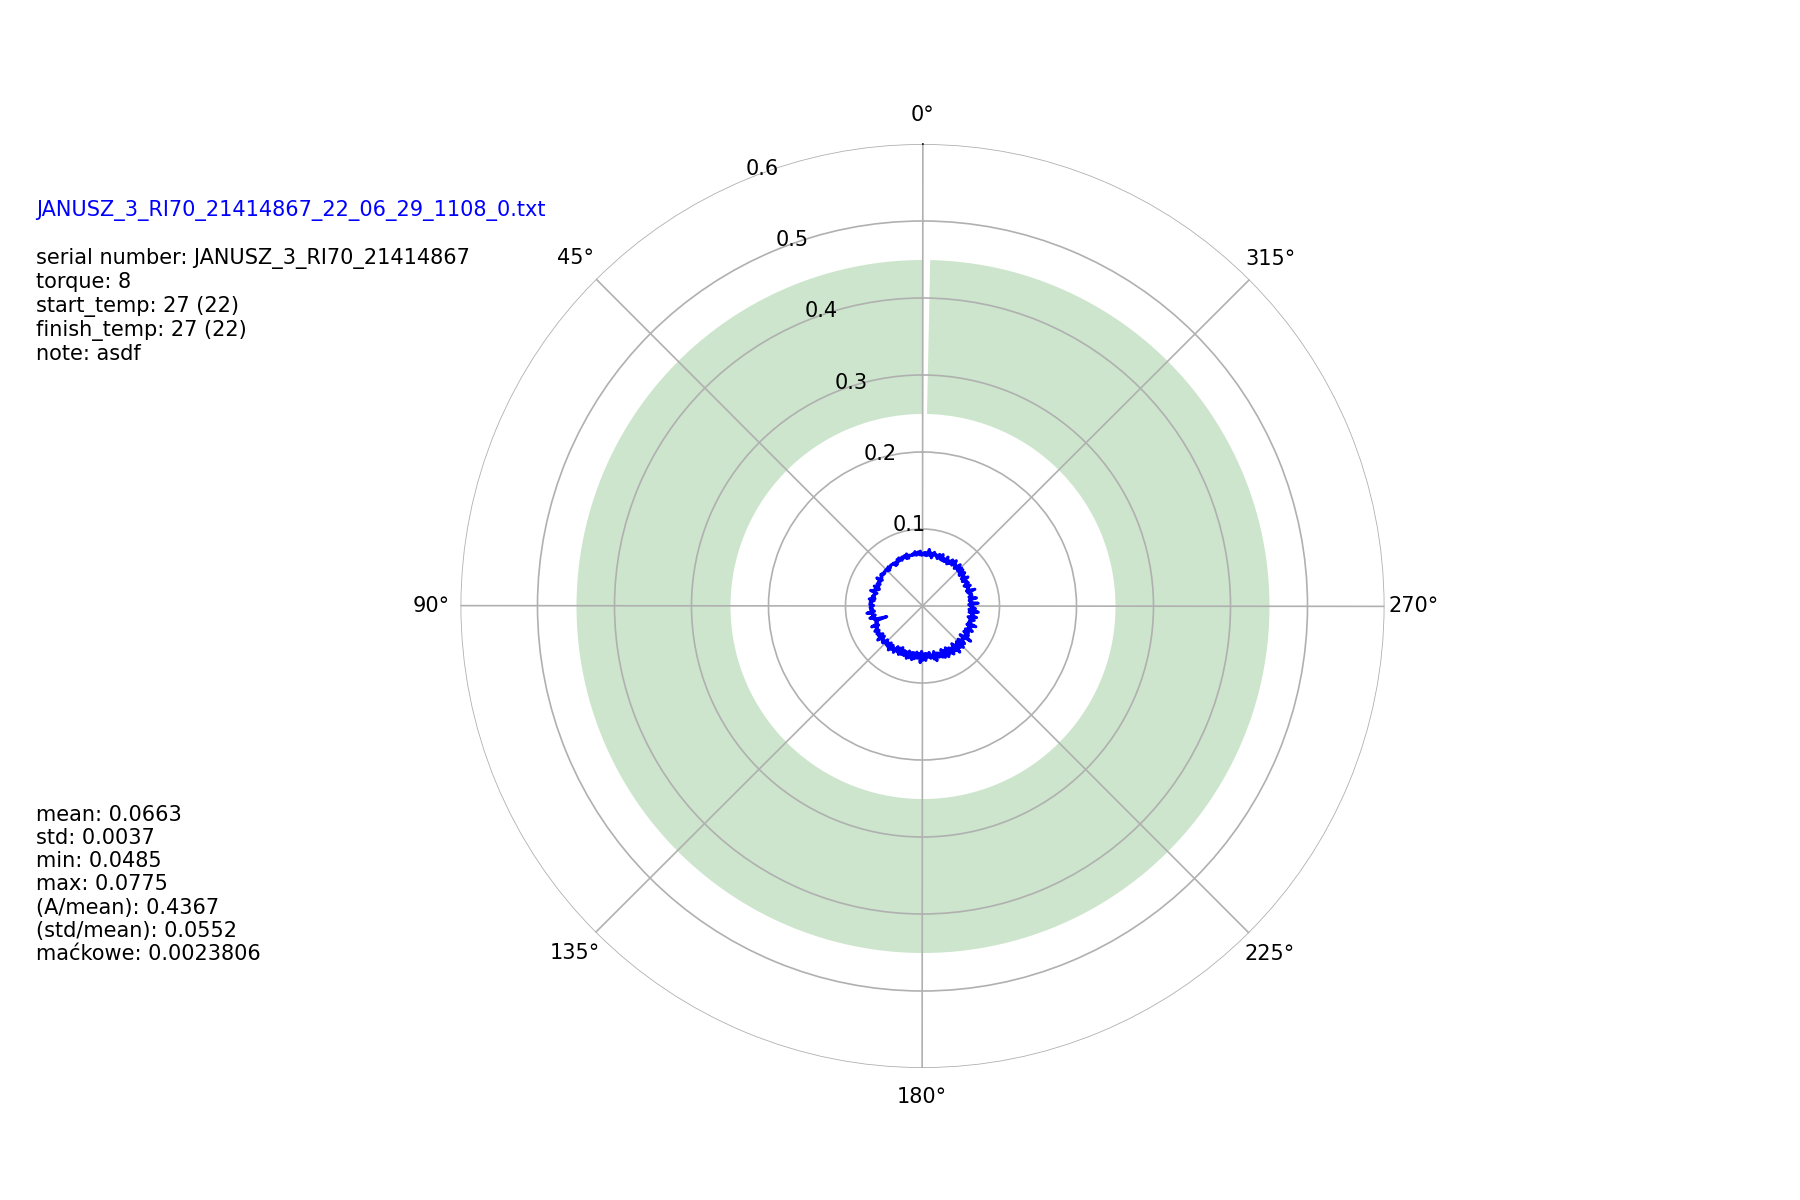 0°
0.6
JANUSZ_3_RI70_21414867_22_06_29_1108_0.txt
0.5
serial number: JANUSZ_3_RI70_21414867
45°
315°
torque: 8
start_temp: 27 (22)
0.4
finish_temp: 27 (22)
note: asdf
0.3
0.2
0.1
90°
270°
mean: 0.0663
std: 0.0037
min: 0.0485
max: 0.0775
(A/mean): 0.4367
(std/mean): 0.0552
maćkowe: 0.0023806
135°
225°
180°